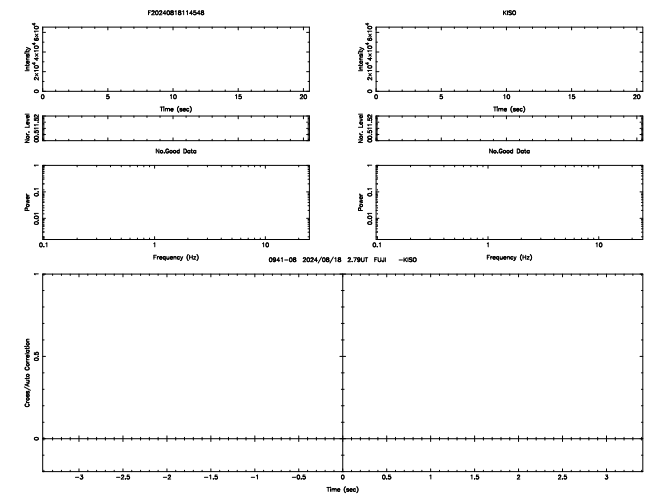 F20240818114548 KISO
Intensity
0 2×10⁴ 4×10⁴ 6×10⁴
0 5 10 15 20
Time (sec)
Intensity
0 2×10⁴ 4×10⁴ 6×10⁴
0 5 10 15 20
Time (sec)
Nor. Level
0 0.5 1 1.5 2
No.Good Data
Nor. Level
0 0.5 1 1.5 2
No.Good Data
Power
0.01 0.1 1
0.1 1 10
Frequency (Hz)
Power
0.01 0.1 1
0.1 1 10
Frequency (Hz)
0941-08 2024/08/18 2.79UT FUJI -KISO
Cross/Auto Correlation
0 0.5 1
-3 -2.5 -2 -1.5 -1 -0.5 0 0.5 1 1.5 2 2.5 3
Time (sec)